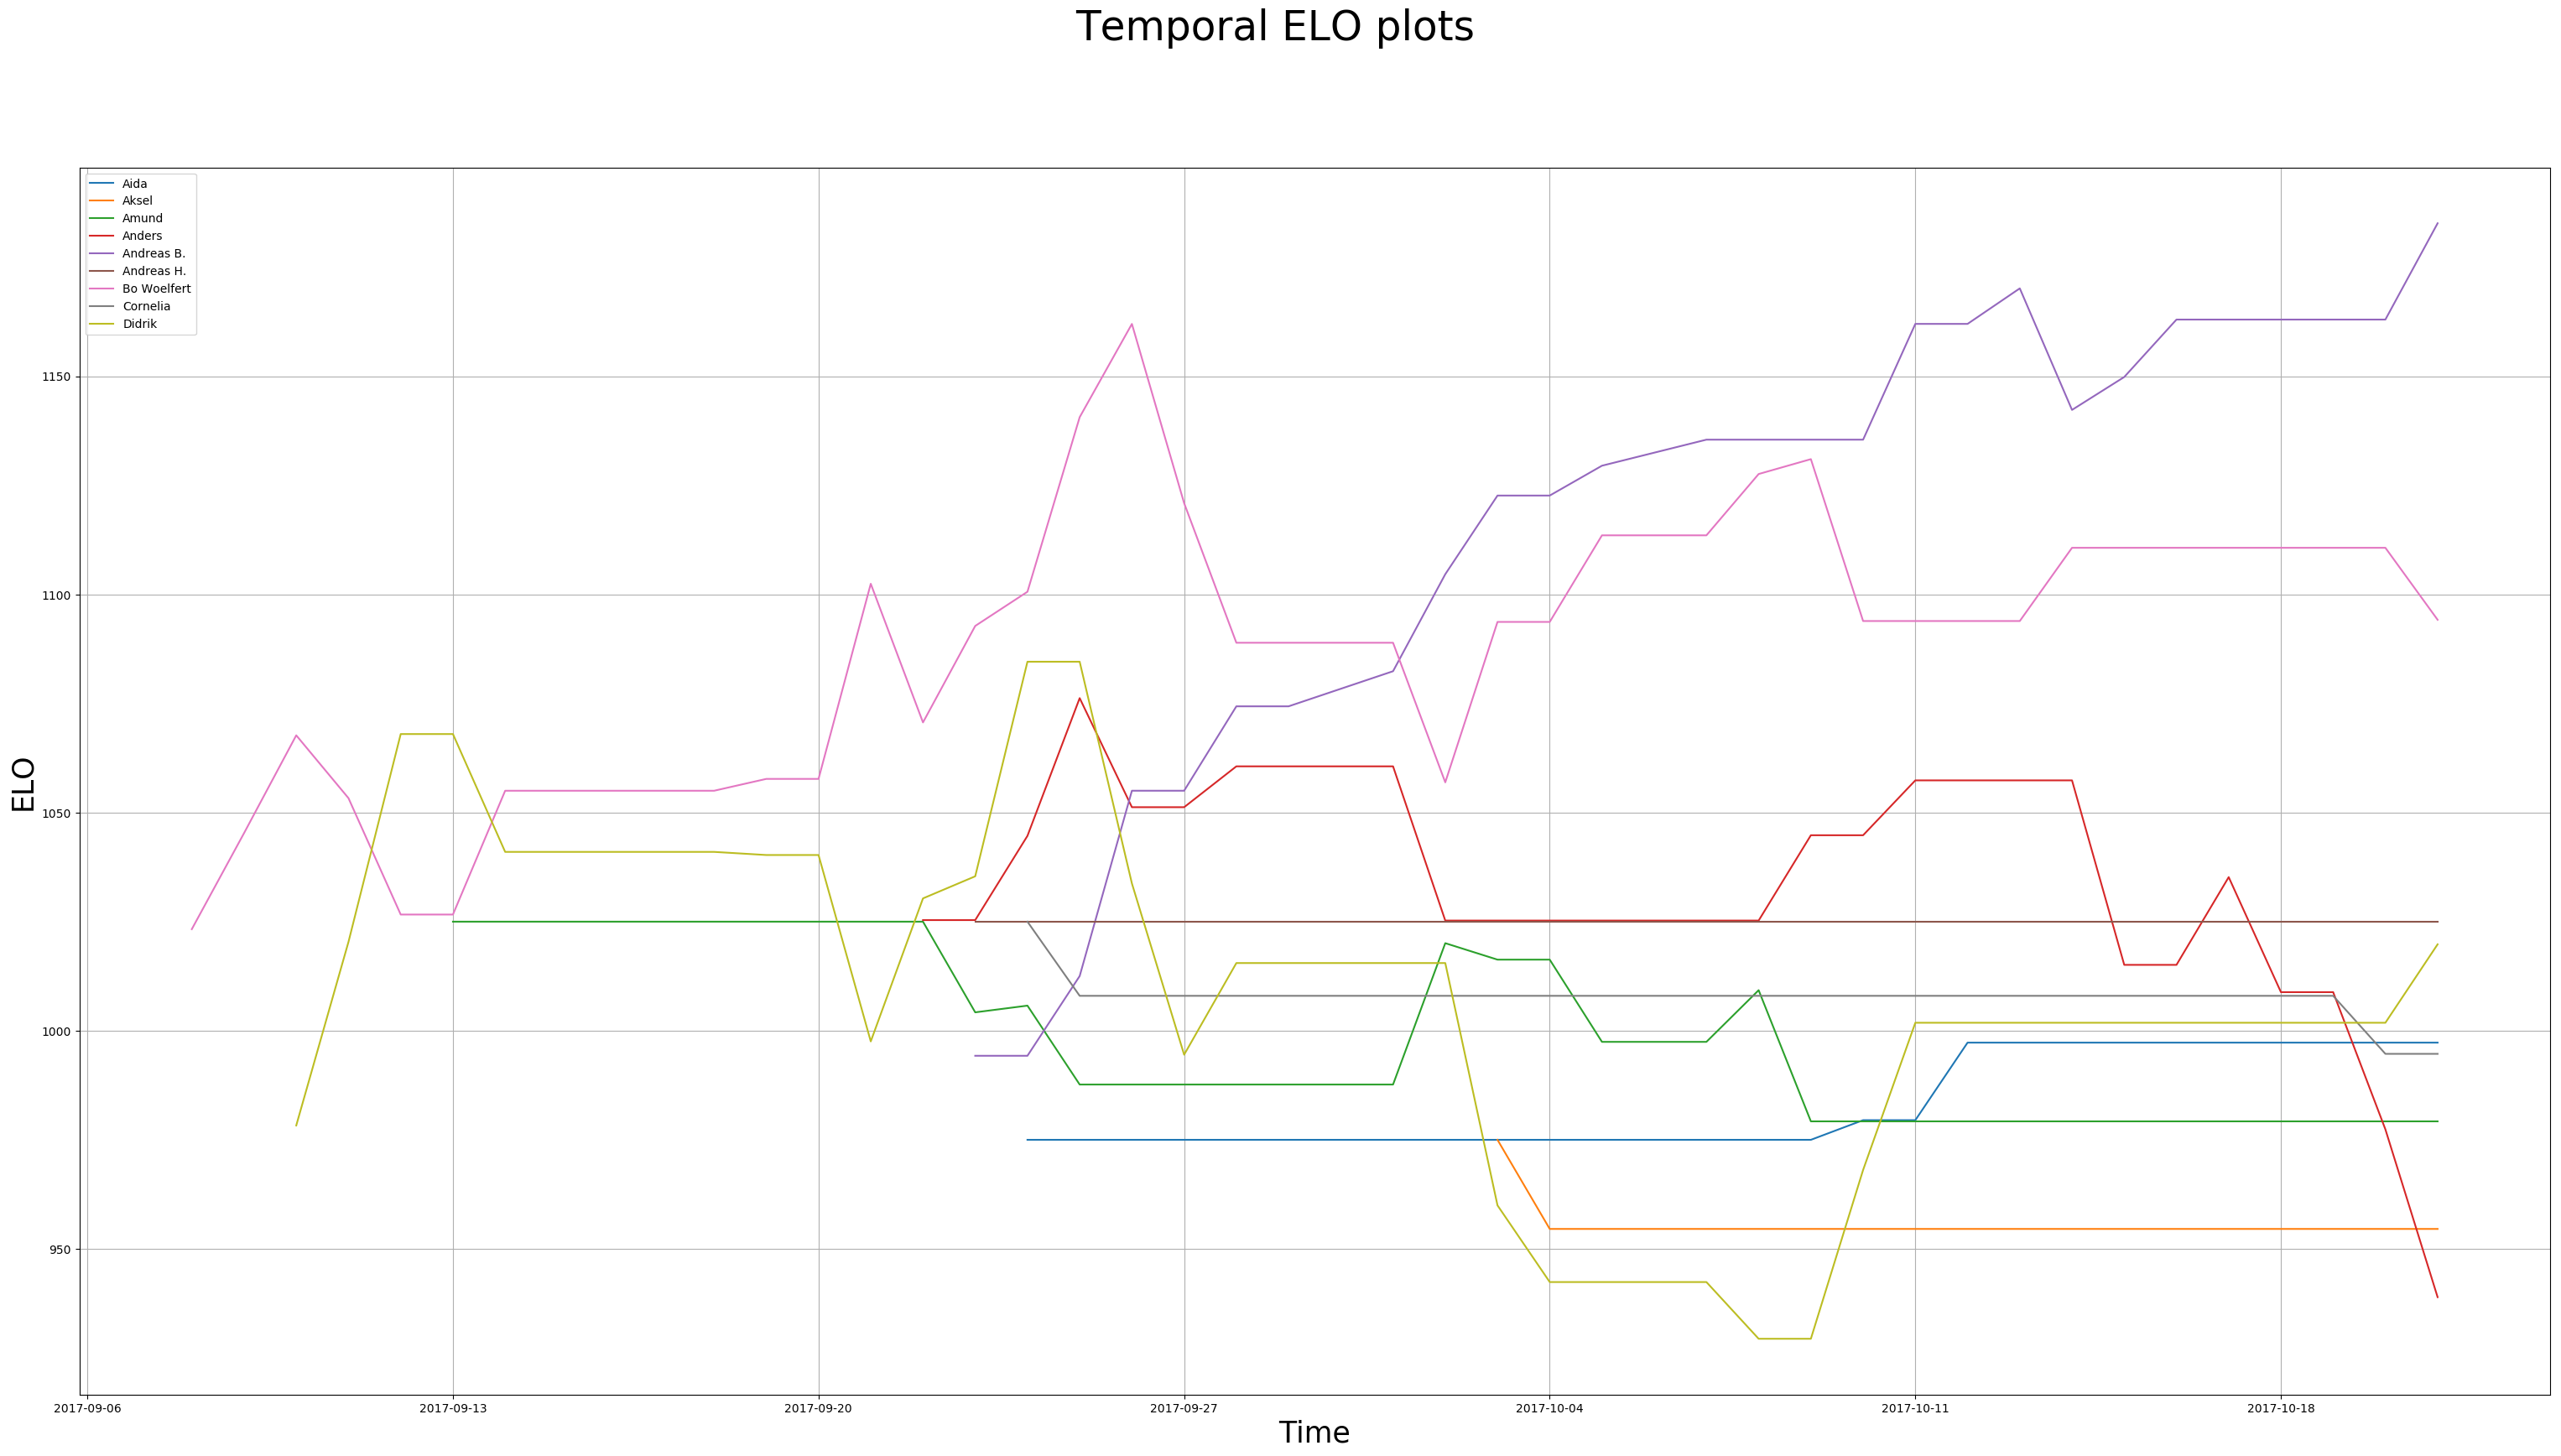 Temporal ELO plots
Aida
Aksel
Amund
Anders
Andreas B.
Andreas H.
Bo Woelfert
Cornelia
Didrik
1150
1100
1050
1000
950
ELO
2017-09-06
2017-09-13
2017-09-20
2017-09-27
2017-10-04
2017-10-11
2017-10-18
Time